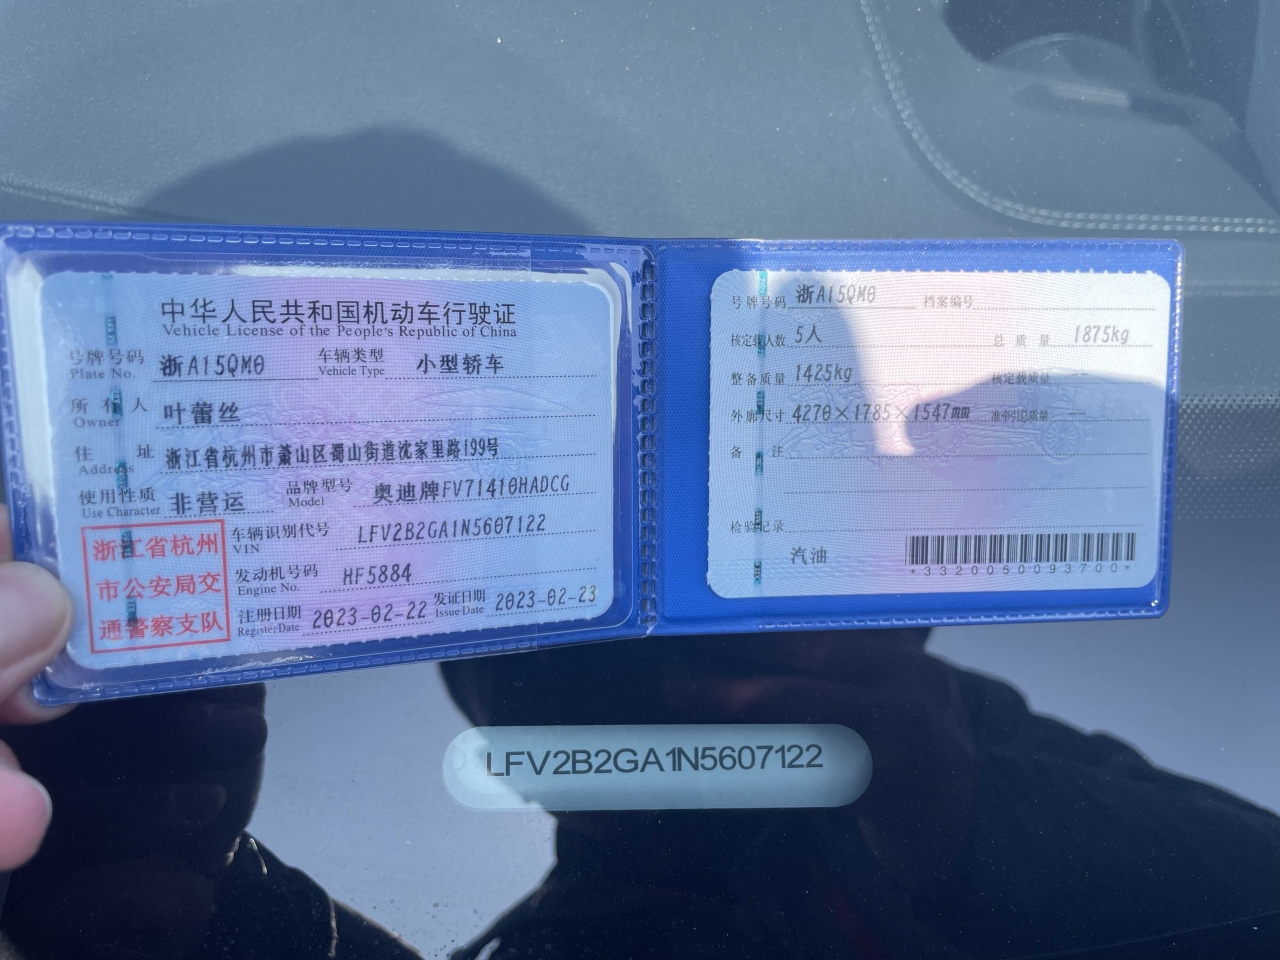 中华人民共和国机动车行驶证
Vehicle License of the People's Republic of China
号牌号码 浙A15QM0 车辆类型 小型轿车
Plate No. Vehicle Type
所有人 叶蕾丝
Owner
住址 浙江省杭州市萧山区蜀山街道沈家里路199号
Address
使用性质 非营运 品牌型号 奥迪牌FV71410HADCG
Use Character Model
浙江省杭州
市公安局交
通警察支队
车辆识别代号 LFV2B2GA1N5607122
VIN
发动机号码 HF5884
Engine No.
注册日期 2023-02-22 发证日期 2023-02-23
Register Date Issue Date
号牌号码 浙A15QM0 档案编号
核定载人数 5人 总质量 1875kg
整备质量 1425kg 核定载质量 --
外廓尺寸 4270×1785×1547mm 准牵引总质量 --
备注
检验记录
汽油
*3320050093700*
LFV2B2GA1N5607122